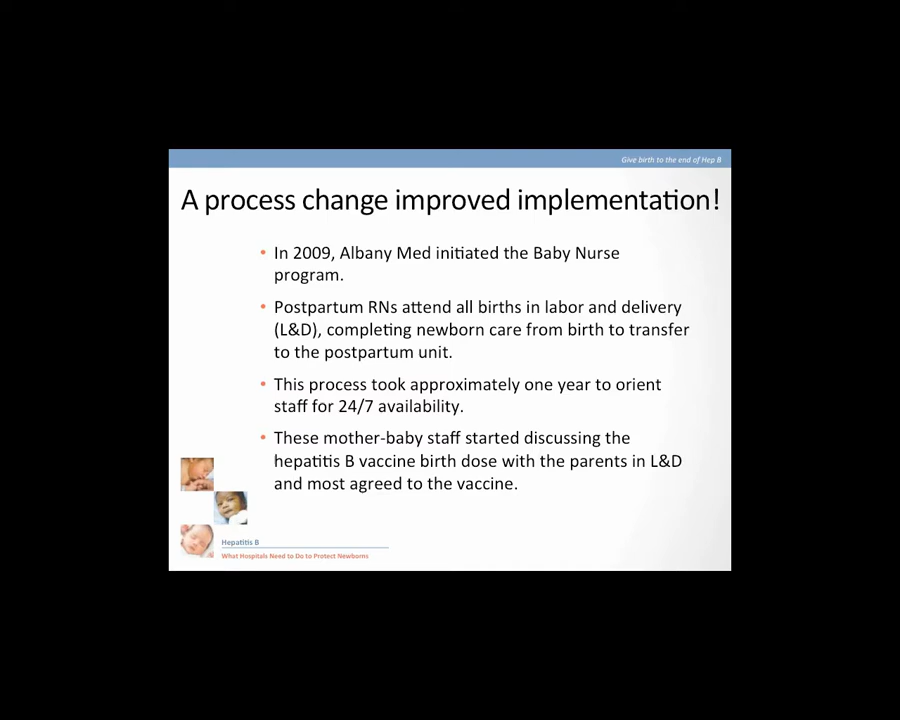 Give birth to the end of Hep B
A process change improved implementation!
• In 2009, Albany Med initiated the Baby Nurse
program.
• Postpartum RNs attend all births in labor and delivery
(L&D), completing newborn care from birth to transfer
to the postpartum unit.
• This process took approximately one year to orient
staff for 24/7 availability.
• These mother-baby staff started discussing the
hepatitis B vaccine birth dose with the parents in L&D
and most agreed to the vaccine.
Hepatitis B
What Hospitals Need to Do to Protect Newborns